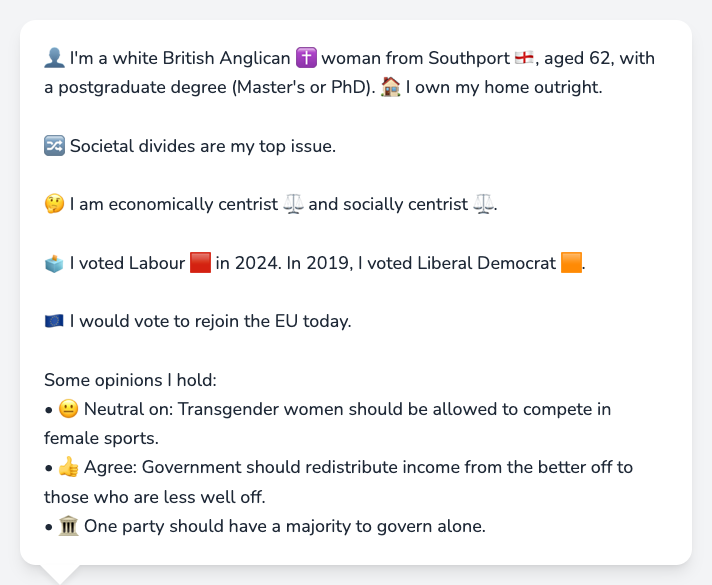 👤 I'm a white British Anglican ✝️ woman from Southport 🏴󠁧󠁢󠁥󠁮󠁧󠁿, aged 62, with
a postgraduate degree (Master's or PhD). 🏠 I own my home outright.
🔀 Societal divides are my top issue.
🤔 I am economically centrist ⚖️ and socially centrist ⚖️.
🗳️ I voted Labour 🟥 in 2024. In 2019, I voted Liberal Democrat 🟧.
🇪🇺 I would vote to rejoin the EU today.
Some opinions I hold:
• 😐 Neutral on: Transgender women should be allowed to compete in
female sports.
• 👍 Agree: Government should redistribute income from the better off to
those who are less well off.
• 🏛️ One party should have a majority to govern alone.